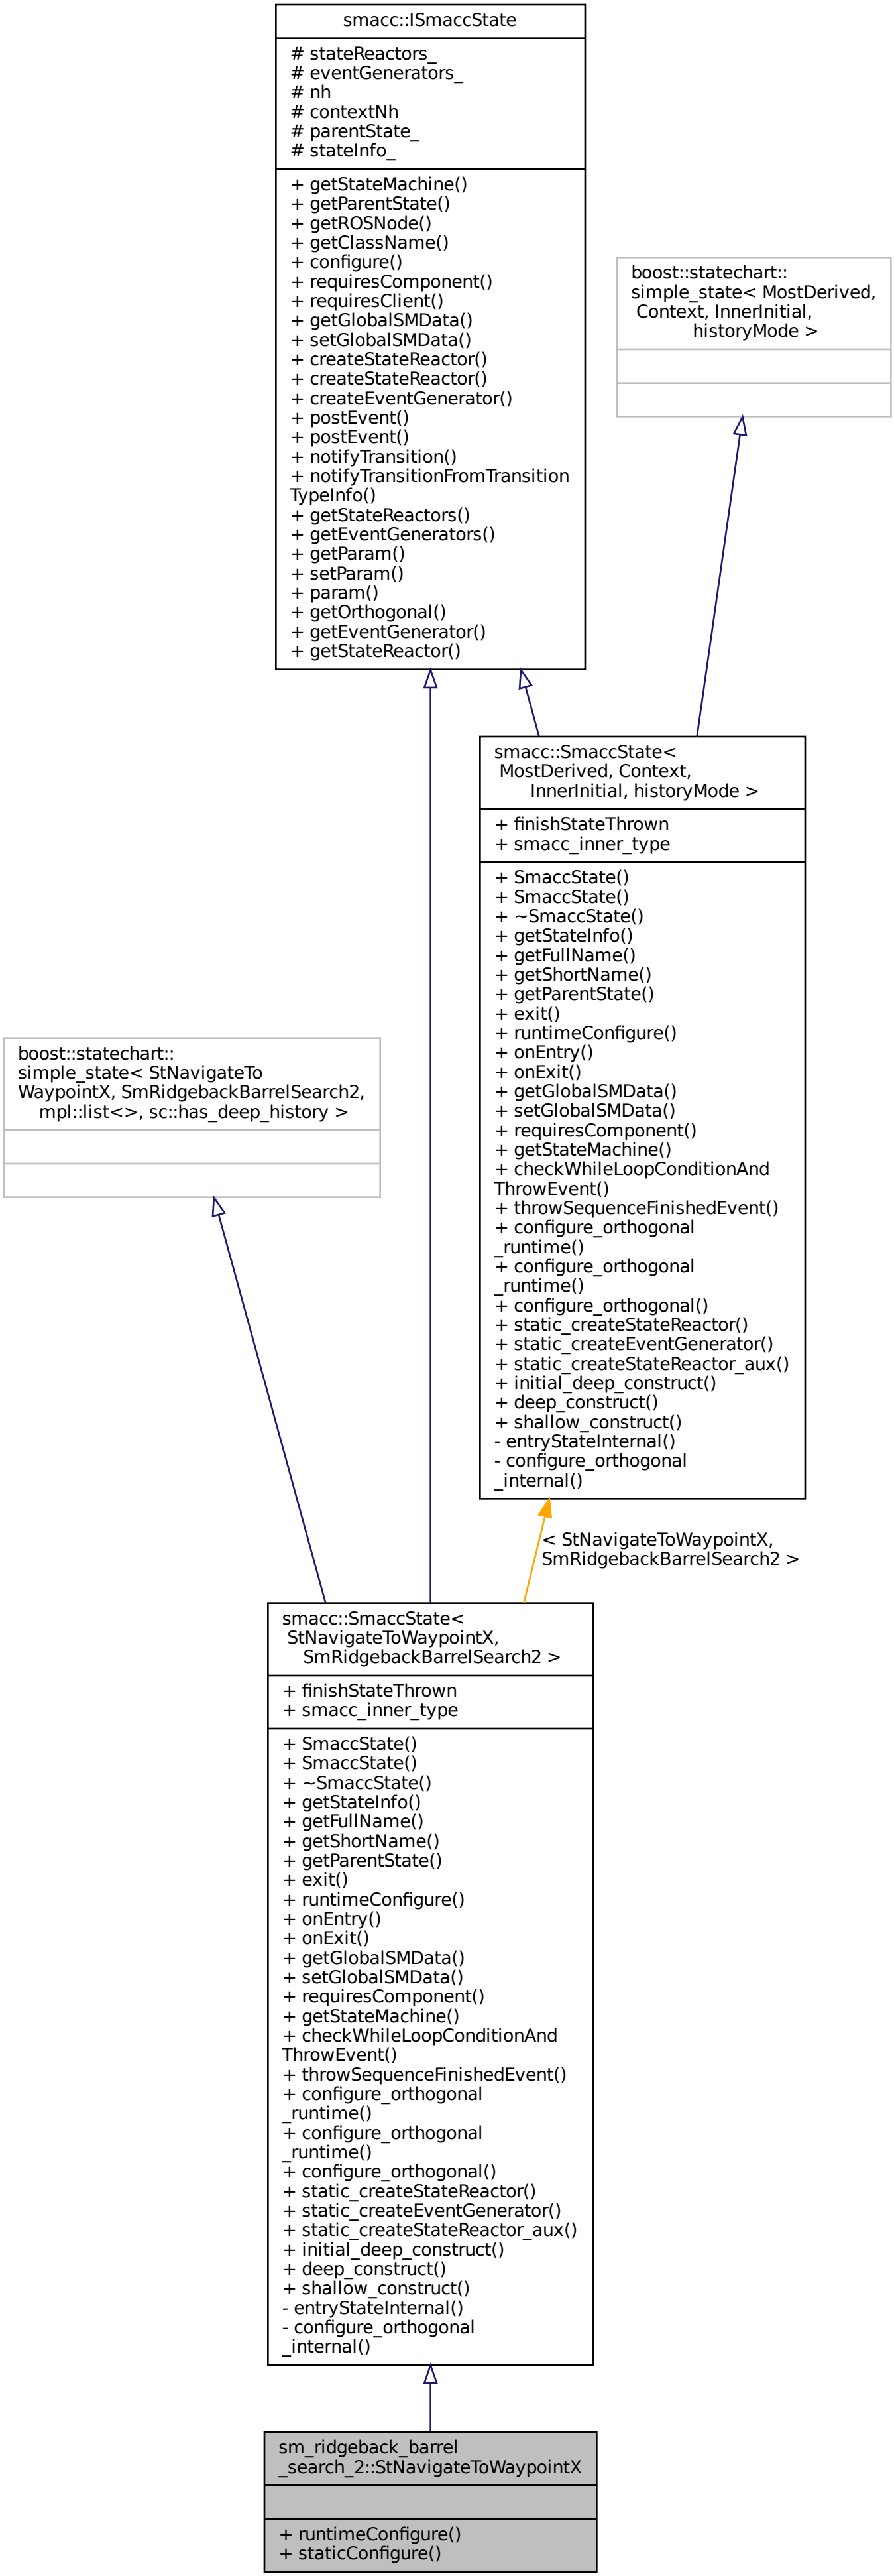 smacc::ISmaccState
# stateReactors_
# eventGenerators_
# nh
# contextNh
# parentState_
# stateInfo_
+ getStateMachine()
+ getParentState()
+ getROSNode()
+ getClassName()
+ configure()
+ requiresComponent()
+ requiresClient()
+ getGlobalSMData()
+ setGlobalSMData()
+ createStateReactor()
+ createStateReactor()
+ createEventGenerator()
+ postEvent()
+ postEvent()
+ notifyTransition()
+ notifyTransitionFromTransition
TypeInfo()
+ getStateReactors()
+ getEventGenerators()
+ getParam()
+ setParam()
+ param()
+ getOrthogonal()
+ getEventGenerator()
+ getStateReactor()
boost::statechart::
simple_state< MostDerived,
Context, InnerInitial,
historyMode >
smacc::SmaccState<
MostDerived, Context,
InnerInitial, historyMode >
+ finishStateThrown
+ smacc_inner_type
+ SmaccState()
+ SmaccState()
+ ~SmaccState()
+ getStateInfo()
+ getFullName()
+ getShortName()
+ getParentState()
+ exit()
+ runtimeConfigure()
+ onEntry()
+ onExit()
+ getGlobalSMData()
+ setGlobalSMData()
+ requiresComponent()
+ getStateMachine()
+ checkWhileLoopConditionAnd
ThrowEvent()
+ throwSequenceFinishedEvent()
+ configure_orthogonal
_runtime()
+ configure_orthogonal
_runtime()
+ configure_orthogonal()
+ static_createStateReactor()
+ static_createEventGenerator()
+ static_createStateReactor_aux()
+ initial_deep_construct()
+ deep_construct()
+ shallow_construct()
- entryStateInternal()
- configure_orthogonal
_internal()
boost::statechart::
simple_state< StNavigateTo
WaypointX, SmRidgebackBarrelSearch2,
mpl::list<>, sc::has_deep_history >
< StNavigateToWaypointX,
SmRidgebackBarrelSearch2 >
smacc::SmaccState<
StNavigateToWaypointX,
SmRidgebackBarrelSearch2 >
+ finishStateThrown
+ smacc_inner_type
+ SmaccState()
+ SmaccState()
+ ~SmaccState()
+ getStateInfo()
+ getFullName()
+ getShortName()
+ getParentState()
+ exit()
+ runtimeConfigure()
+ onEntry()
+ onExit()
+ getGlobalSMData()
+ setGlobalSMData()
+ requiresComponent()
+ getStateMachine()
+ checkWhileLoopConditionAnd
ThrowEvent()
+ throwSequenceFinishedEvent()
+ configure_orthogonal
_runtime()
+ configure_orthogonal
_runtime()
+ configure_orthogonal()
+ static_createStateReactor()
+ static_createEventGenerator()
+ static_createStateReactor_aux()
+ initial_deep_construct()
+ deep_construct()
+ shallow_construct()
- entryStateInternal()
- configure_orthogonal
_internal()
sm_ridgeback_barrel
_search_2::StNavigateToWaypointX
+ runtimeConfigure()
+ staticConfigure()